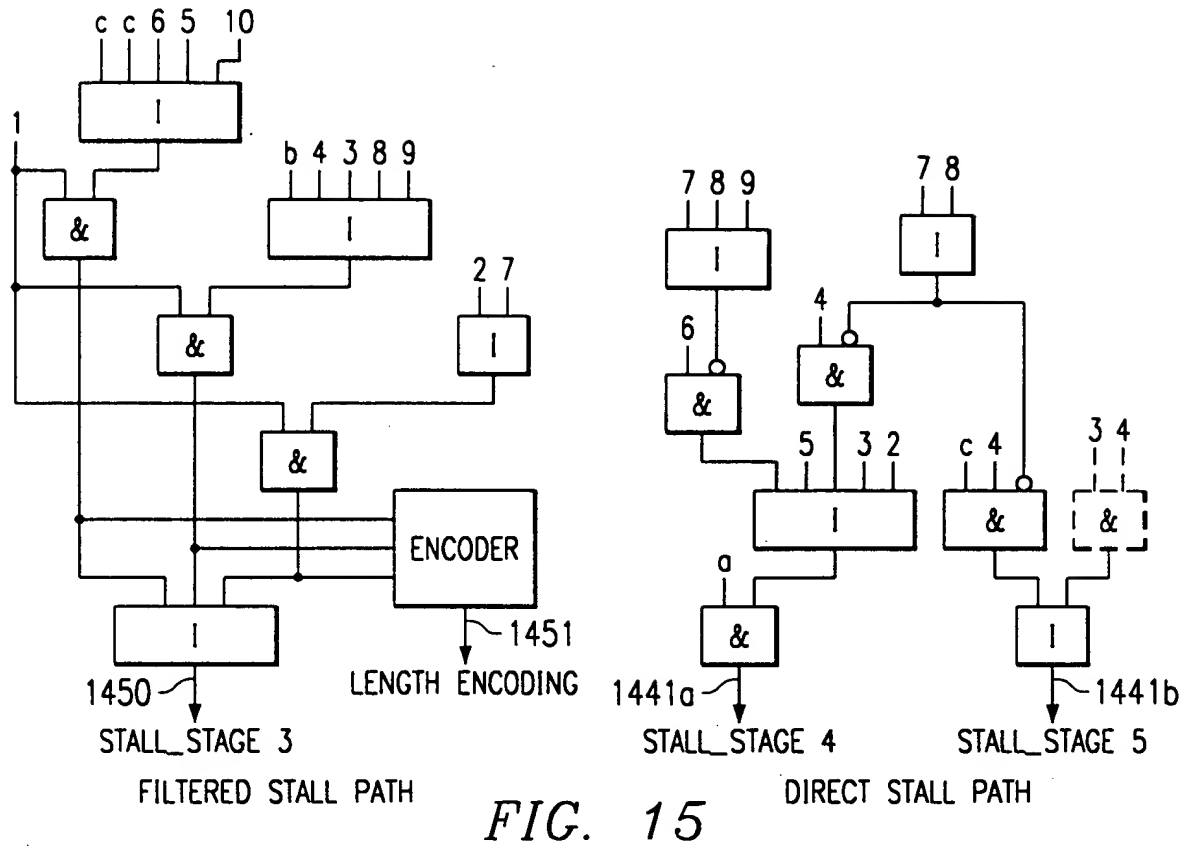 c c 6 5 10
I
1
b 4 3 8 9
&
I
7 8 9
7 8
I
I
2 7
&
I
4
6
&
&
&
5 3 2
c 4
3 4
ENCODER
I
&
&
a
I
1451
&
I
1450
LENGTH ENCODING
1441a
1441b
STALL_STAGE 3
STALL_STAGE 4
STALL_STAGE 5
FILTERED STALL PATH
DIRECT STALL PATH
FIG. 15